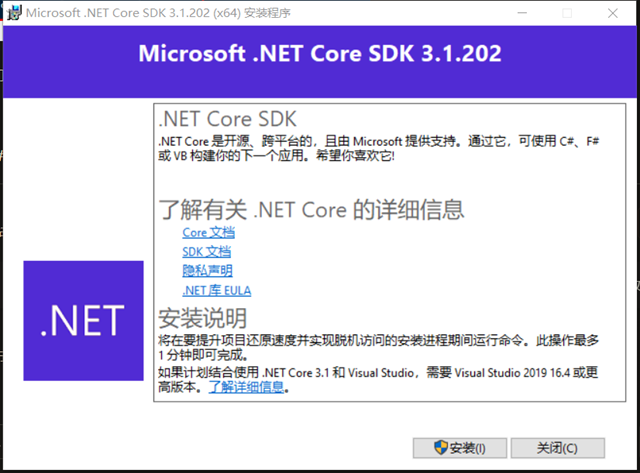 Microsoft .NET Core SDK 3.1.202 (x64) 安装程序
Microsoft .NET Core SDK 3.1.202
.NET Core SDK
.NET Core 是开源、跨平台的，且由 Microsoft 提供支持。通过它，可使用 C#、F#
或 VB 构建你的下一个应用。希望你喜欢它!
了解有关 .NET Core 的详细信息
Core 文档
SDK 文档
隐私声明
.NET 库 EULA
.NET
安装说明
将在要提升项目还原速度并实现脱机访问的安装进程期间运行命令。此操作最多
1 分钟即可完成。
如果计划结合使用 .NET Core 3.1 和 Visual Studio，需要 Visual Studio 2019 16.4 或更
高版本。了解详细信息。
安装(I)
关闭(C)